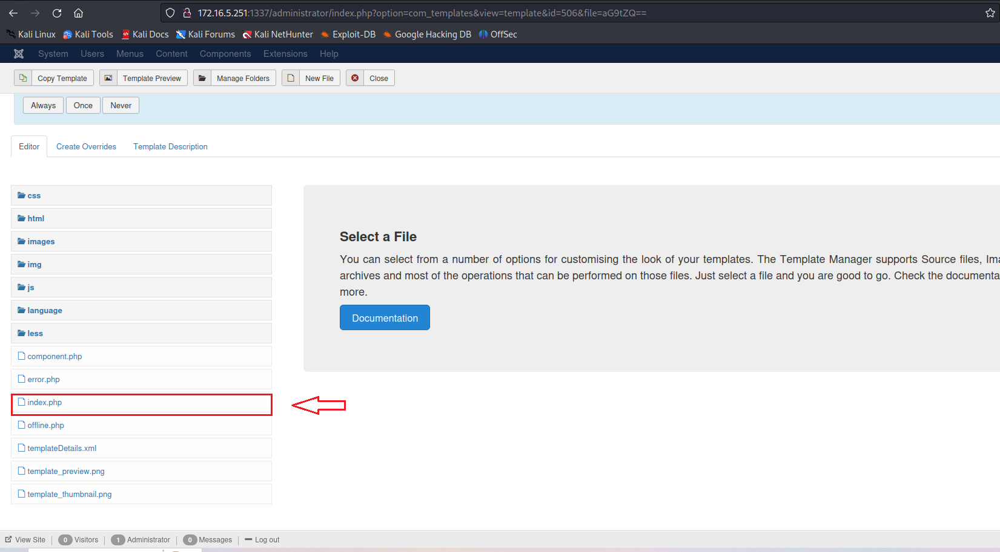 172.16.5.251:1337/administrator/index.php?option=com_templates&view=template&id=506&file=aG9tZQ==
Kali Linux Kali Tools Kali Docs Kali Forums Kali NetHunter Exploit-DB Google Hacking DB OffSec
System Users Menus Content Components Extensions Help
Copy Template Template Preview Manage Folders New File Close
Always Once Never
Editor Create Overrides Template Description
css
html
images
img
js
language
less
component.php
error.php
index.php
offline.php
templateDetails.xml
template_preview.png
template_thumbnail.png
Select a File
You can select from a number of options for customising the look of your templates. The Template Manager supports Source files,
archives and most of the operations that can be performed on those files. Just select a file and you are good to go. Check the
more.
Documentation
View Site 0 Visitors 1 Administrator 0 Messages Log out